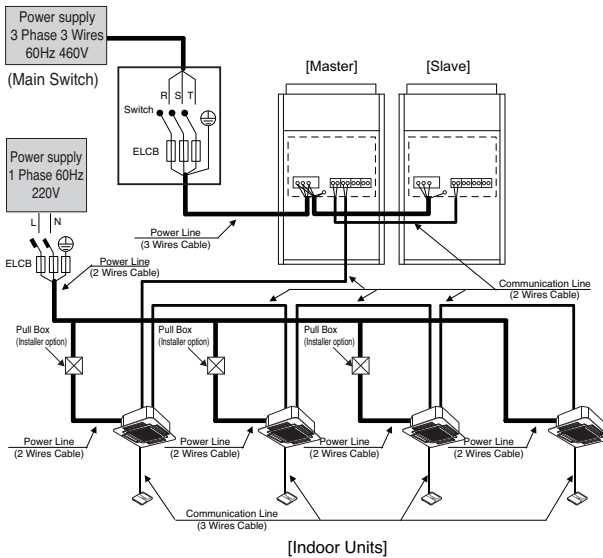 Power supply
3 Phase 3 Wires
60Hz 460V
(Main Switch)
[Master]
[Slave]
R S T
Switch
ELCB
Power supply
1 Phase 60Hz
220V
L N
ELCB
Power Line
(2 Wires Cable)
Power Line
(3 Wires Cable)
Communication Line
(2 Wires Cable)
Pull Box
(Installer option)
Pull Box
(Installer option)
Pull Box
(Installer option)
Power Line
(2 Wires Cable)
Power Line
(2 Wires Cable)
Power Line
(2 Wires Cable)
Power Line
(2 Wires Cable)
Communication Line
(3 Wires Cable)
[Indoor Units]